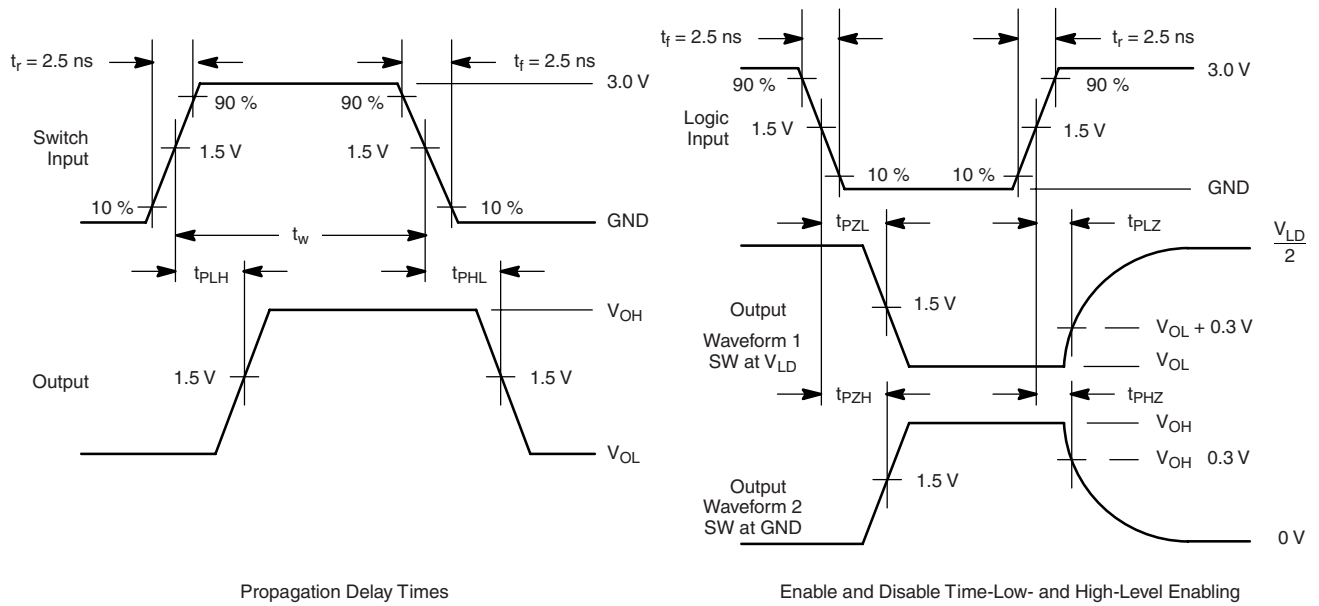 tr = 2.5 ns
tf = 2.5 ns
3.0 V
90 %
90 %
Switch
Input
1.5 V
1.5 V
10 %
10 %
GND
tw
tPLH
tPHL
VOH
Output
1.5 V
1.5 V
VOL
Propagation Delay Times
tf = 2.5 ns
tr = 2.5 ns
3.0 V
90 %
90 %
Logic
Input
1.5 V
1.5 V
10 %
10 %
GND
tPZL
tPLZ
VLD
2
Output
Waveform 1
SW at VLD
1.5 V
VOL + 0.3 V
VOL
tPZH
tPHZ
VOH
VOH 0.3 V
Output
Waveform 2
SW at GND
1.5 V
0 V
Enable and Disable Time-Low- and High-Level Enabling